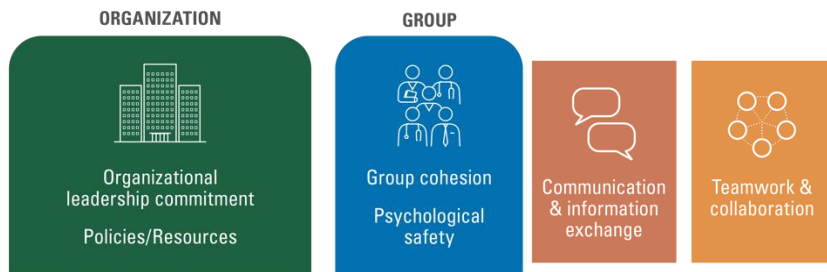 ORGANIZATION
GROUP
Organizational
leadership commitment
Policies/Resources
Group cohesion
Psychological
safety
Communication
& information
exchange
Teamwork &
collaboration